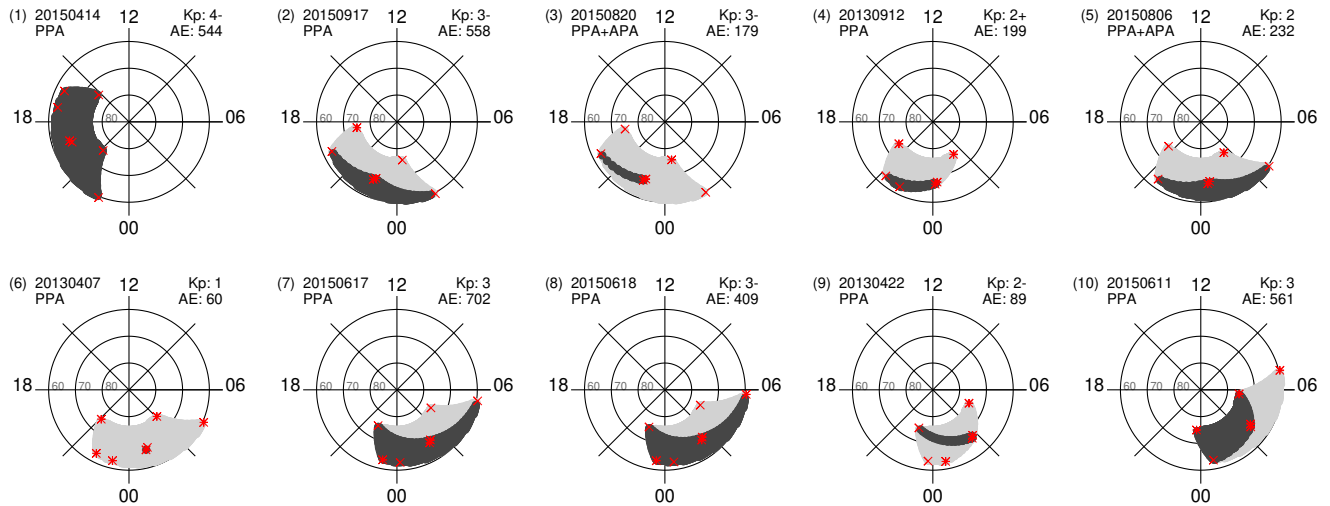 (1) 20150414 12 Kp: 4-
PPA AE: 544
18 80 06
00
(2) 20150917 12 Kp: 3-
PPA AE: 558
18 60 70 80 06
00
(3) 20150820 12 Kp: 3-
PPA+APA AE: 179
18 60 70 80 06
00
(4) 20130912 12 Kp: 2+
PPA AE: 199
18 60 70 80 06
00
(5) 20150806 12 Kp: 2
PPA+APA AE: 232
18 60 70 80 06
00
(6) 20130407 12 Kp: 1
PPA AE: 60
18 60 70 80 06
00
(7) 20150617 12 Kp: 3
PPA AE: 702
18 60 70 80 06
00
(8) 20150618 12 Kp: 3-
PPA AE: 409
18 60 70 80 06
00
(9) 20130422 12 Kp: 2-
PPA AE: 89
18 60 70 80 06
00
(10) 20150611 12 Kp: 3
PPA AE: 561
18 60 70 80 06
00